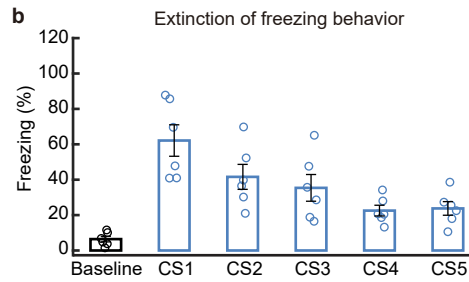 b
Extinction of freezing behavior
Freezing (%)
120
100
80
60
40
20
0
Baseline CS1 CS2 CS3 CS4 CS5